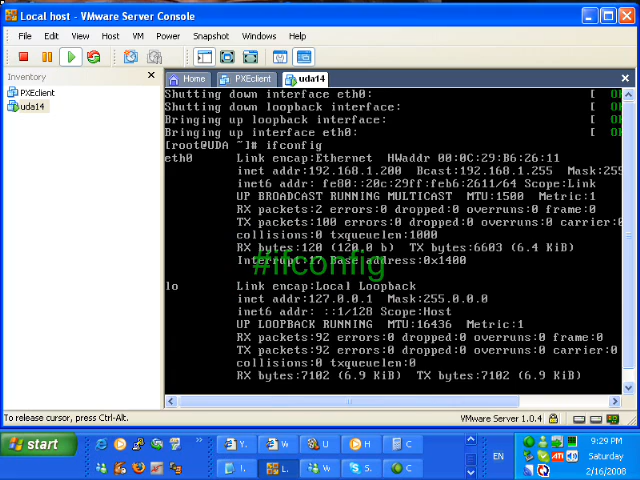 Local host - VMware Server Console
File Edit View Host VM Power Snapshot Windows Help
Inventory
PXEclient
uda14
Home PXEclient uda14
Shutting down interface eth0: [ O
Shutting down loopback interface: [ O
Bringing up loopback interface: [ O
Bringing up interface eth0: [ O
[root@UDA ~]# ifconfig
eth0 Link encap:Ethernet HWaddr 00:0C:29:B6:26:11
inet addr:192.168.1.200 Bcast:192.168.1.255 Mask:255
inet6 addr: fe80::20c:29ff:feb6:2611/64 Scope:Link
UP BROADCAST RUNNING MULTICAST MTU:1500 Metric:1
RX packets:2 errors:0 dropped:0 overruns:0 frame:0
TX packets:100 errors:0 dropped:0 overruns:0 carrier:0
collisions:0 txqueuelen:1000
RX bytes:120 (120.0 b) TX bytes:6603 (6.4 KiB)
Interrupt:17 Base address:0x1400
#ifconfig
lo Link encap:Local Loopback
inet addr:127.0.0.1 Mask:255.0.0.0
inet6 addr: ::1/128 Scope:Host
UP LOOPBACK RUNNING MTU:16436 Metric:1
RX packets:92 errors:0 dropped:0 overruns:0 frame:0
TX packets:92 errors:0 dropped:0 overruns:0 carrier:0
collisions:0 txqueuelen:0
RX bytes:7102 (6.9 KiB) TX bytes:7102 (6.9 KiB)
To release cursor, press Ctrl-Alt. VMware Server 1.0.4
start
Y. W U H C
!. L. W S. C
EN
9:29 PM
Saturday
2/16/2008